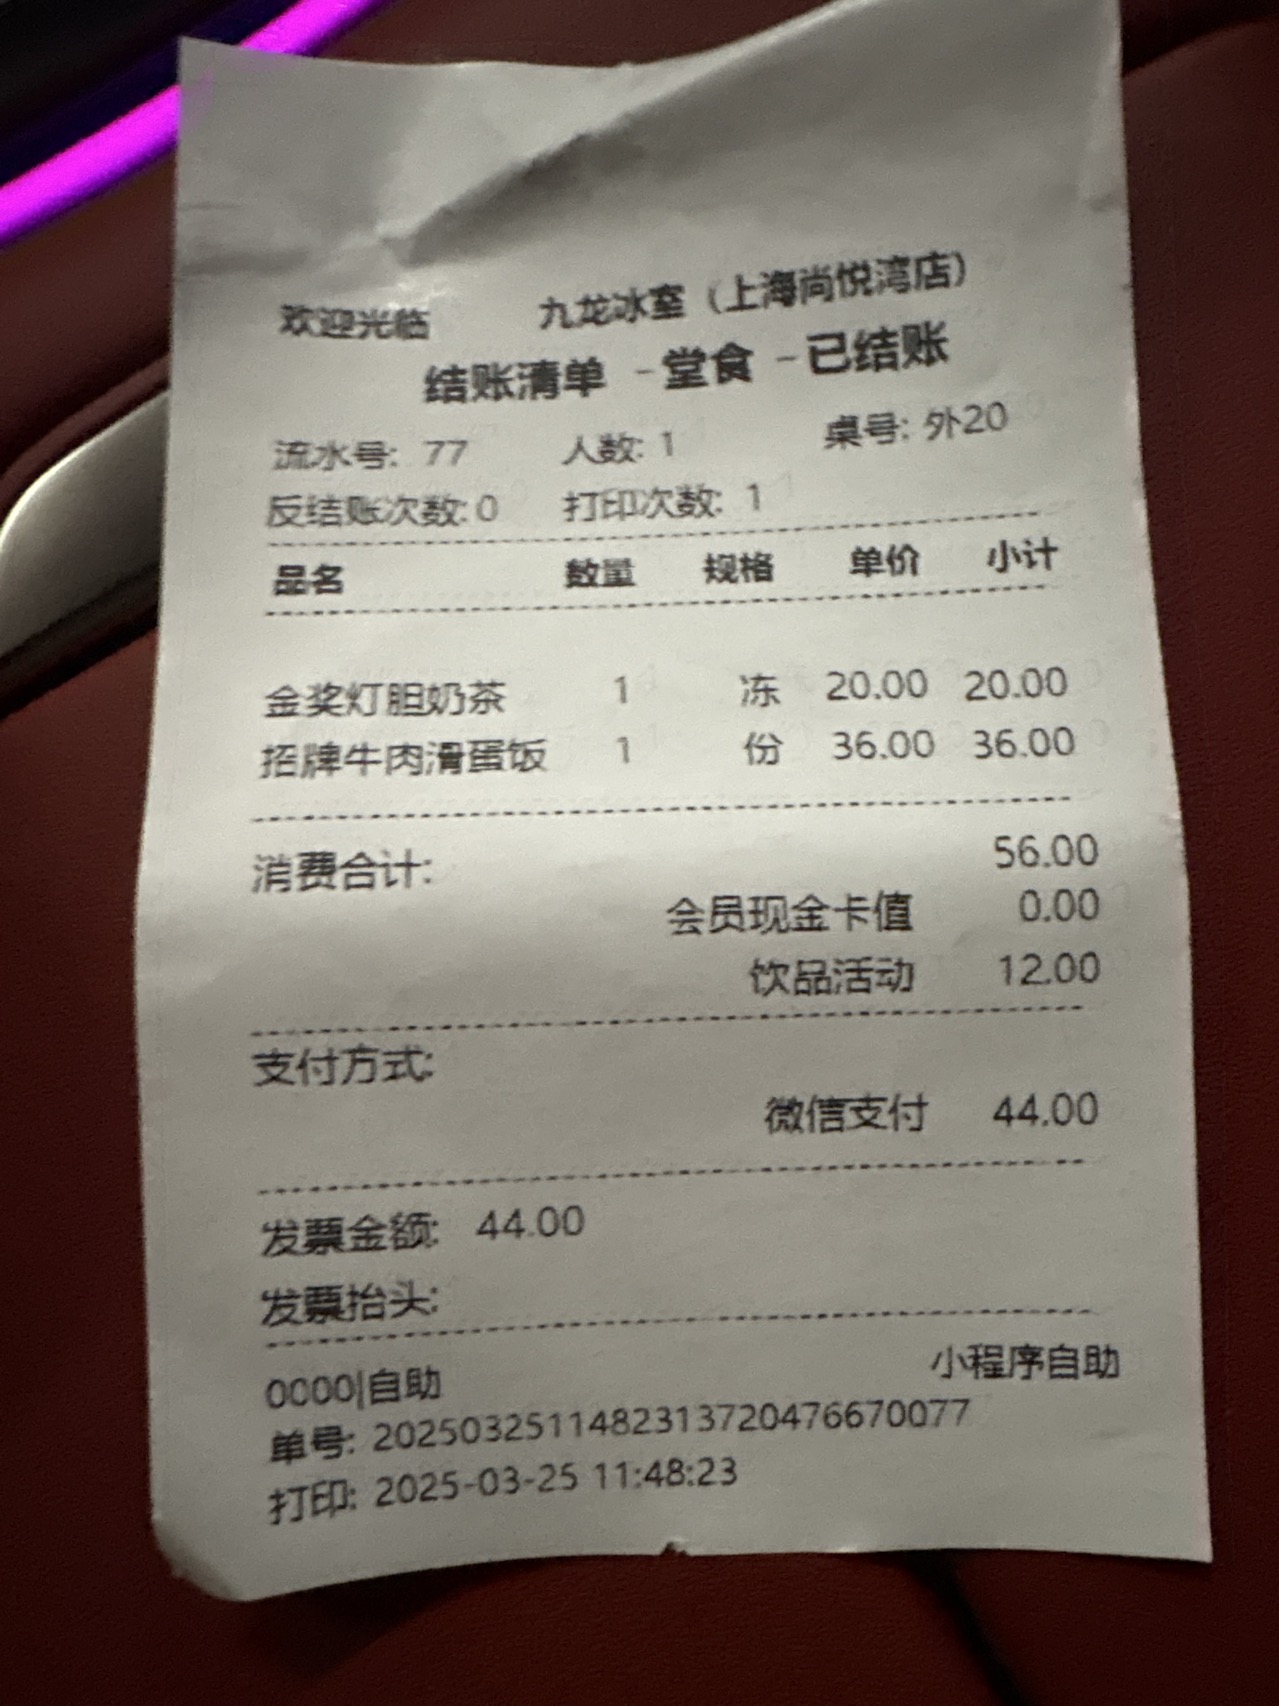 欢迎光临 九龙冰室（上海尚悦湾店）
结账清单 -堂食 -已结账
流水号: 77 人数: 1 桌号: 外20
反结账次数: 0 打印次数: 1
品名 数量 规格 单价 小计
金奖灯胆奶茶 1 冻 20.00 20.00
招牌牛肉滑蛋饭 1 份 36.00 36.00
消费合计: 56.00
会员现金卡值 0.00
饮品活动 12.00
支付方式:
微信支付 44.00
发票金额: 44.00
发票抬头:
0000|自助 小程序自助
单号: 2025032511482313720476670077
打印: 2025-03-25 11:48:23